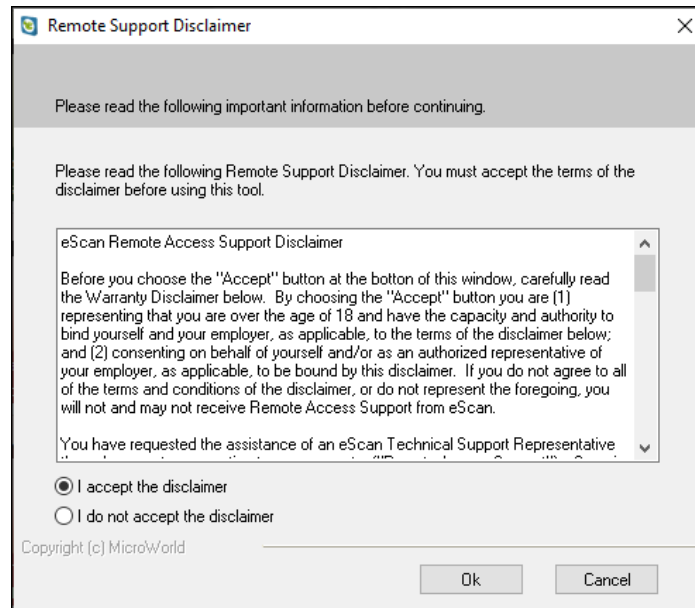 Remote Support Disclaimer
Please read the following important information before continuing.
Please read the following Remote Support Disclaimer. You must accept the terms of the
disclaimer before using this tool.
eScan Remote Access Support Disclaimer
Before you choose the "Accept" button at the botton of this window, carefully read
the Warranty Disclaimer below. By choosing the "Accept" button you are (1)
representing that you are over the age of 18 and have the capacity and authority to
bind yourself and your employer, as applicable, to the terms of the disclaimer below;
and (2) consenting on behalf of yourself and/or as an authorized representative of
your employer, as applicable, to be bound by this disclaimer. If you do not agree to all
of the terms and conditions of the disclaimer, or do not represent the foregoing, you
will not and may not receive Remote Access Support from eScan.
You have requested the assistance of an eScan Technical Support Representative
I accept the disclaimer
I do not accept the disclaimer
Copyright (c) MicroWorld
Ok Cancel